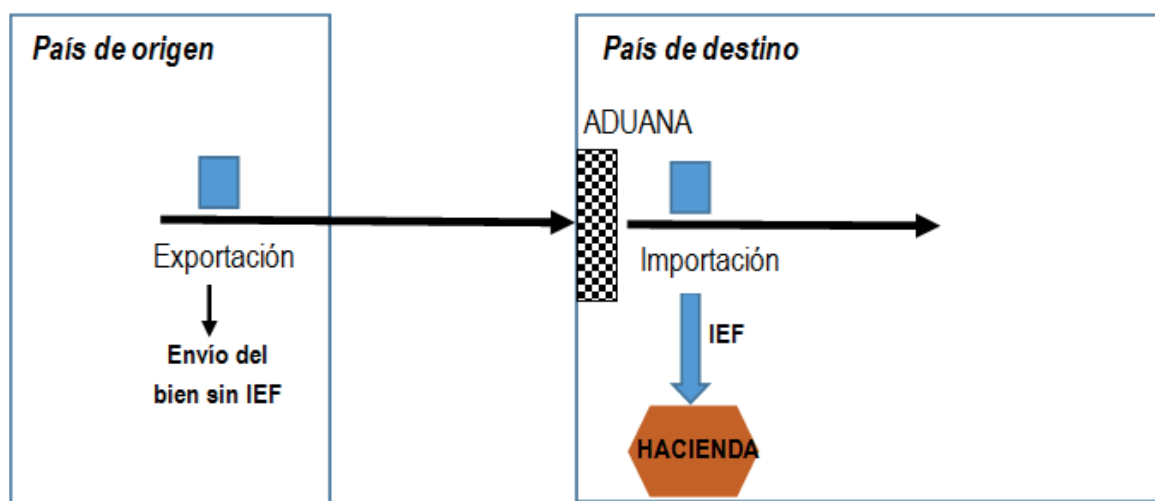 País de origen
País de destino
ADUANA
Exportación
Importación
Envío del
bien sin IEF
IEF
HACIENDA